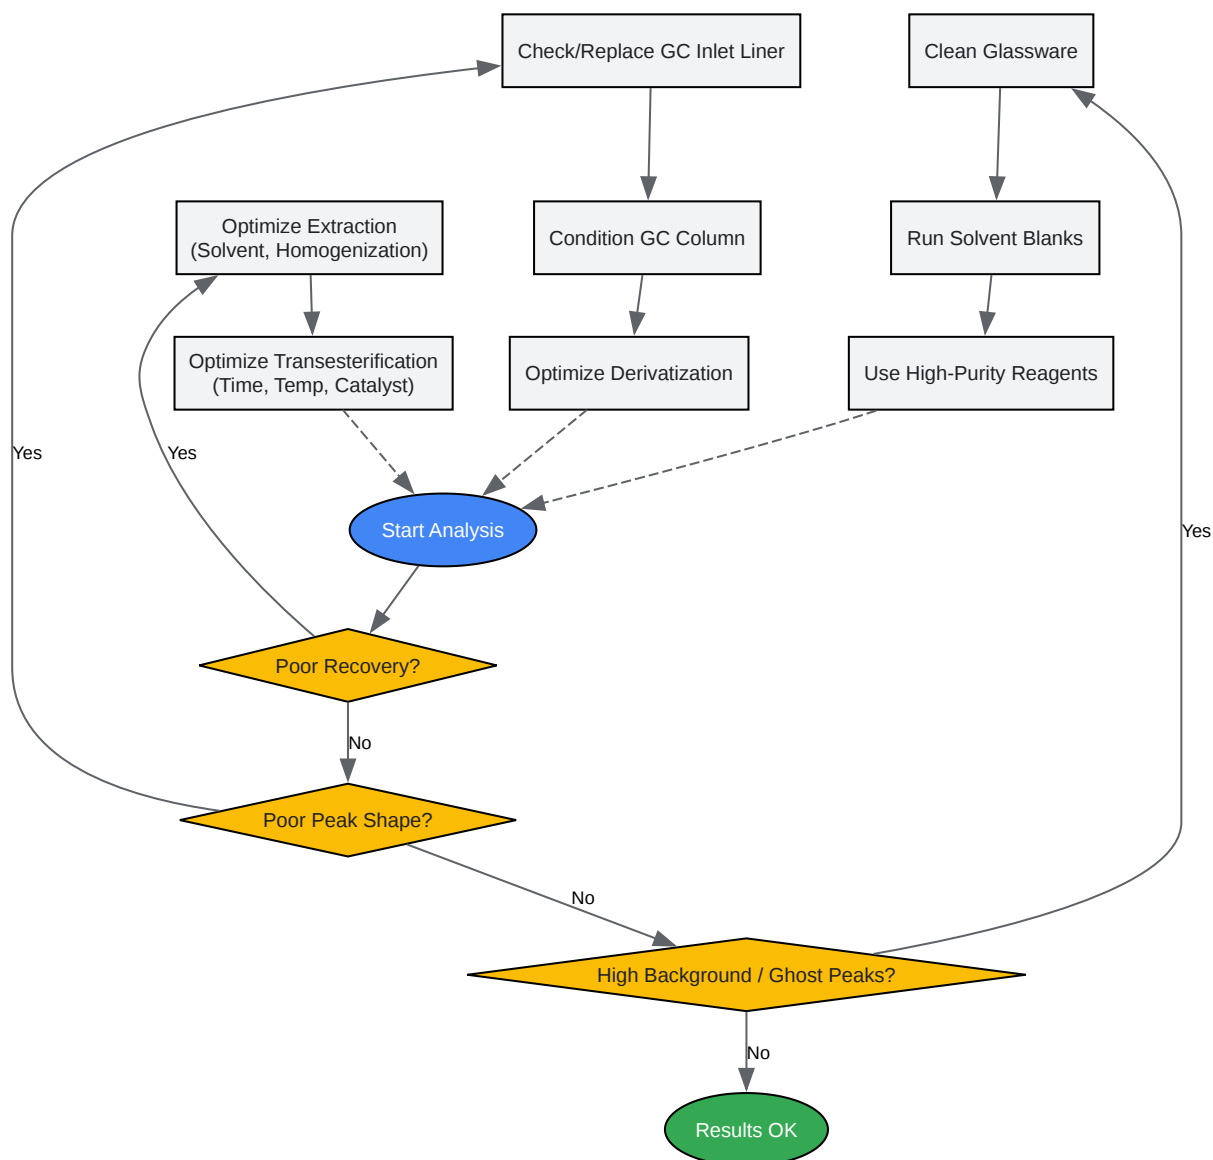 Check/Replace GC Inlet Liner
Clean Glassware
Optimize Extraction
(Solvent, Homogenization)
Condition GC Column
Run Solvent Blanks
Optimize Transesterification
(Time, Temp, Catalyst)
Optimize Derivatization
Use High-Purity Reagents
Yes
Yes
Start Analysis
Yes
Poor Recovery?
No
Poor Peak Shape?
No
High Background / Ghost Peaks?
No
Results OK